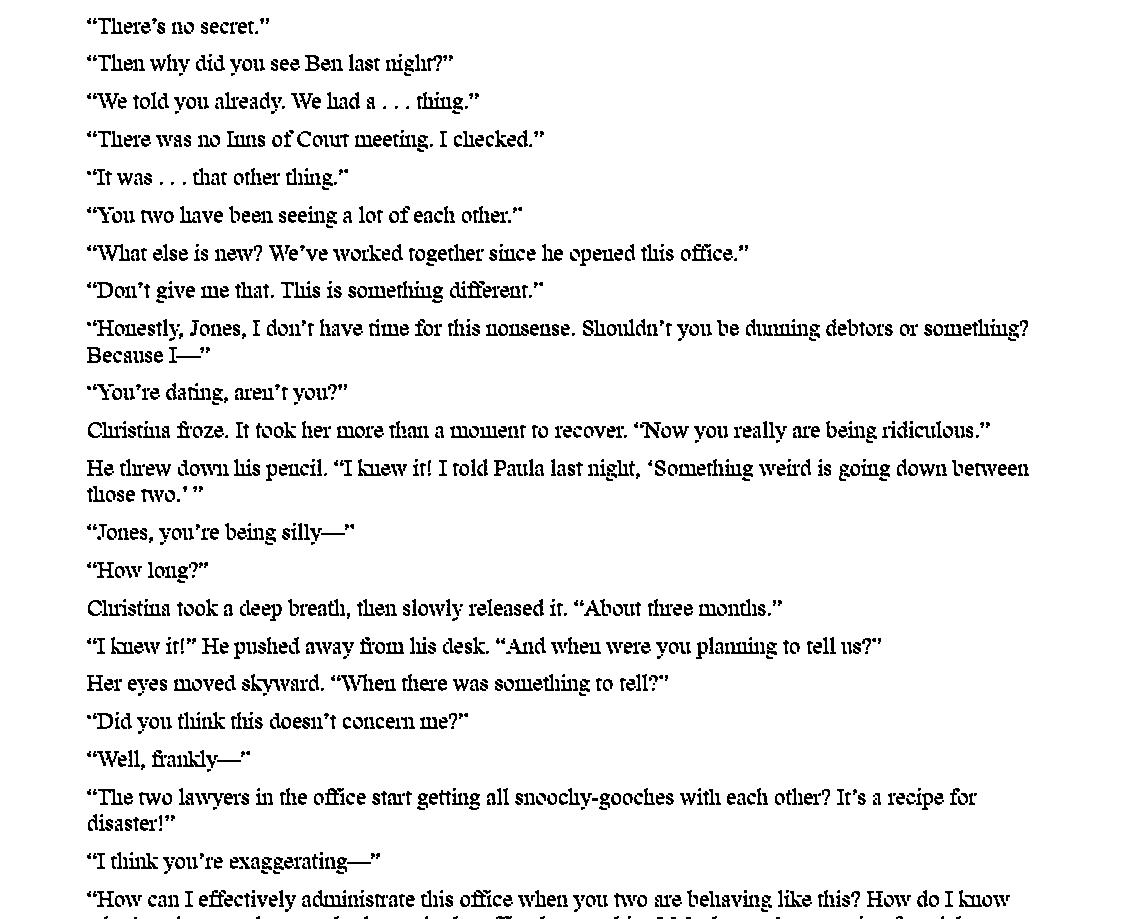 “There’s no secret.”
“Then why did you see Ben last night?”
“We told you already. We had a . . . thing.”
“There was no Inns of Court meeting. I checked.”
“It was . . . that other thing.”
“You two have been seeing a lot of each other.”
“What else is new? We’ve worked together since he opened this office.”
“Don’t give me that. This is something different.”
“Honestly, Jones, I don’t have time for this nonsense. Shouldn’t you be dunning debtors or something?
Because I—”
“You’re dating, aren’t you?”
Christina froze. It took her more than a moment to recover. “Now you really are being ridiculous.”
He threw down his pencil. “I knew it! I told Paula last night, ‘Something weird is going down between
those two.’ ”
“Jones, you’re being silly—”
“How long?”
Christina took a deep breath, then slowly released it. “About three months.”
“I knew it!” He pushed away from his desk. “And when were you planning to tell us?”
Her eyes moved skyward. “When there was something to tell?”
“Did you think this doesn’t concern me?”
“Well, frankly—”
“The two lawyers in the office start getting all snoochy-gooches with each other? It’s a recipe for
disaster!”
“I think you’re exaggerating—”
“How can I effectively administrate this office when you two are behaving like this? How do I know